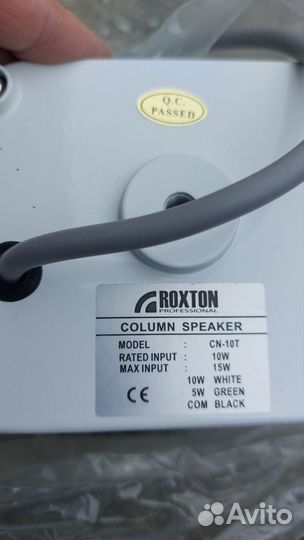 Q.C.
PASSED
ROXTON
PROFESSIONAL
COLUMN SPEAKER
MODEL : CN-10T
RATED INPUT : 10W
MAX INPUT : 15W
10W WHITE
5W GREEN
COM BLACK
CE
Avito